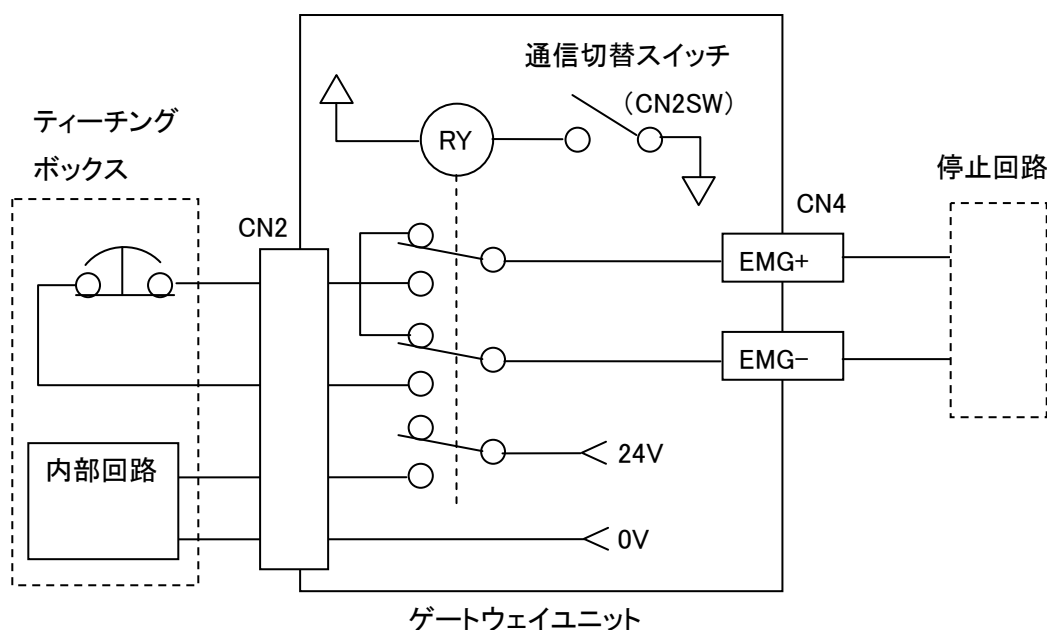 通信切替スイッチ
(CN2SW)
RY
ティーチング
ボックス
停止回路
CN2
CN4
EMG+
EMG-
内部回路
24V
0V
ゲートウェイユニット